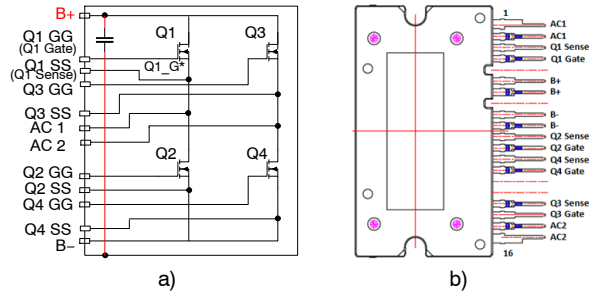 B+
Q1 GG
(Q1 Gate)
Q1 SS
(Q1 Sense)
Q3 GG
Q3 SS
AC 1
AC 2
Q2 GG
Q2 SS
Q4 GG
Q4 SS
B−
Q1
Q3
Q1_G*
Q2
Q4
a)
1
AC1
AC1
Q1 Sense
Q1 Gate
B+
B+
B-
B-
Q2 Sense
Q2 Gate
Q4 Sense
Q4 Gate
Q3 Sense
Q3 Gate
AC2
AC2
16
b)